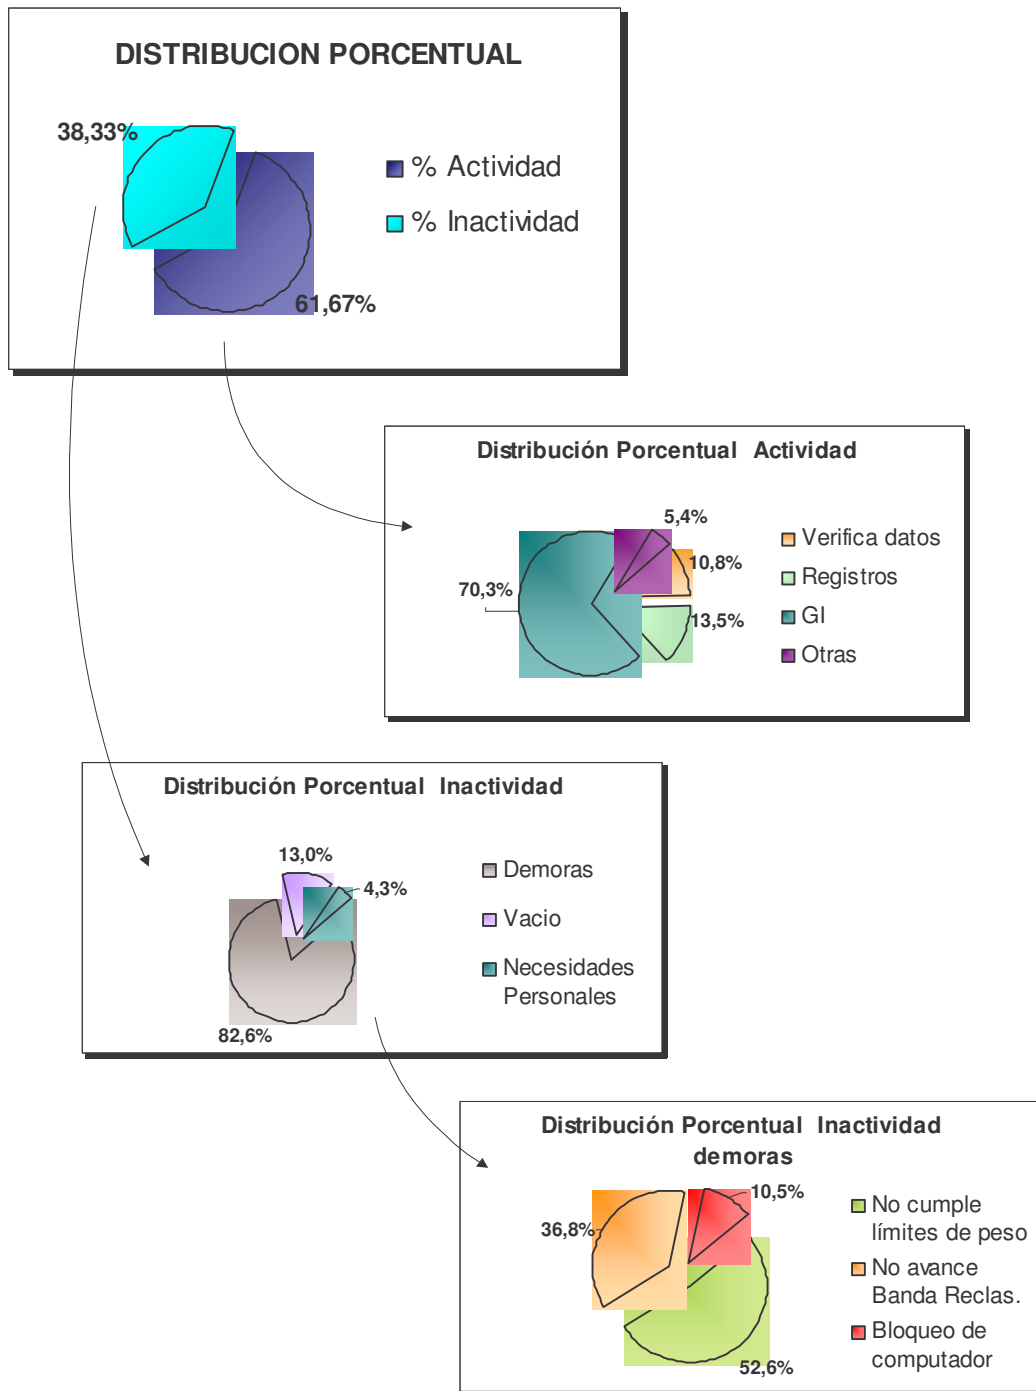 DISTRIBUCION PORCENTUAL
38,33%
% Actividad
% Inactividad
61,67%
Distribución Porcentual Actividad
5,4%
Verifica datos
10,8%
70,3%
Registros
13,5%
GI
Otras
Distribución Porcentual Inactividad
13,0%
Demoras
4,3%
Vacio
Necesidades
Personales
82,6%
Distribución Porcentual Inactividad
demoras
10,5%
No cumple
límites de peso
36,8%
No avance
Banda Reclas.
Bloqueo de
computador
52,6%